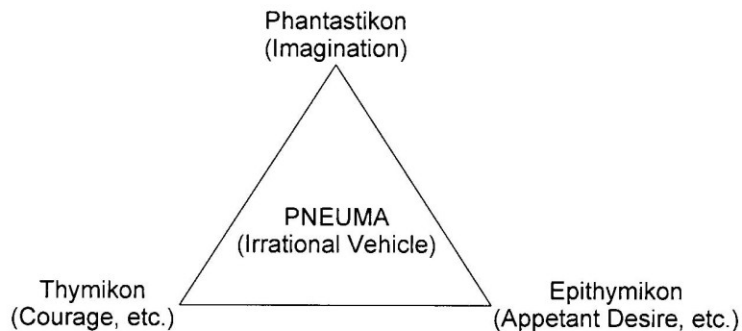 Phantastikon
(Imagination)
PNEUMA
(Irrational Vehicle)
Thymikon
(Courage, etc.)
Epithymikon
(Appetant Desire, etc.)